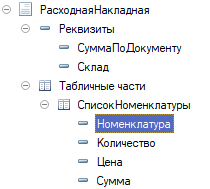 РасходнаяНакладная
Реквизиты
СуммаПоДокументу
Склад
Табличные части
СписокНоменклатуры
Номенклатура
Количество
Цена
Сумма